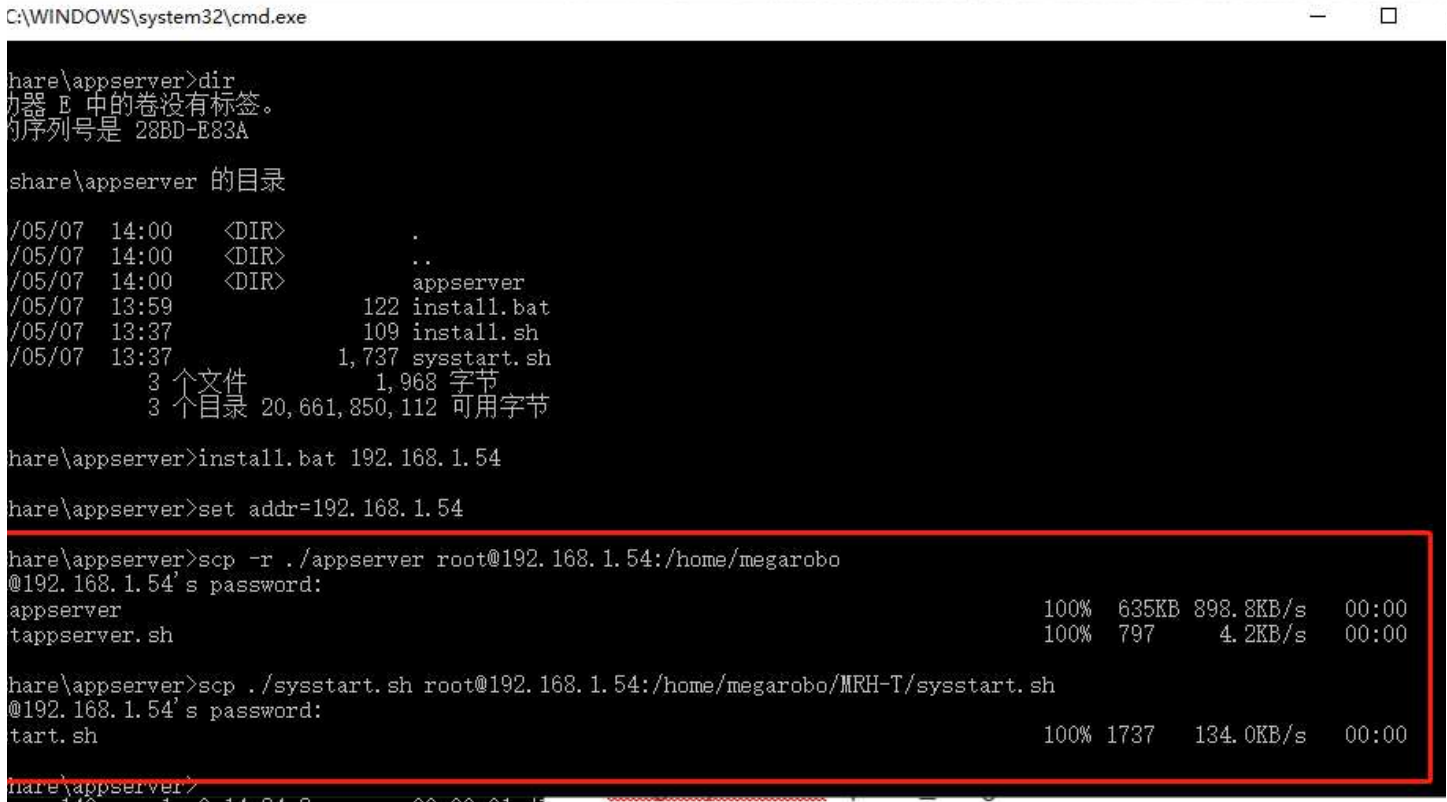 C:\WINDOWS\system32\cmd.exe
hare\appserver>dir
动器 E 中的卷没有标签。
的序列号是 28BD-E83A
share\appserver 的目录
/05/07 14:00 <DIR> .
/05/07 14:00 <DIR> ..
/05/07 14:00 <DIR> appserver
/05/07 13:59 122 install.bat
/05/07 13:37 109 install.sh
/05/07 13:37 1,737 sysstart.sh
3 个文件 1,968 字节
3 个目录 20,661,850,112 可用字节
hare\appserver>install.bat 192.168.1.54
hare\appserver>set addr=192.168.1.54
hare\appserver>scp -r ./appserver root@192.168.1.54:/home/megarobo
@192.168.1.54's password:
appserver 100% 635KB 898.8KB/s 00:00
tappserver.sh 100% 797 4.2KB/s 00:00
hare\appserver>scp ./sysstart.sh root@192.168.1.54:/home/megarobo/MRH-T/sysstart.sh
@192.168.1.54's password:
tart.sh 100% 1737 134.0KB/s 00:00
hare\appserver>